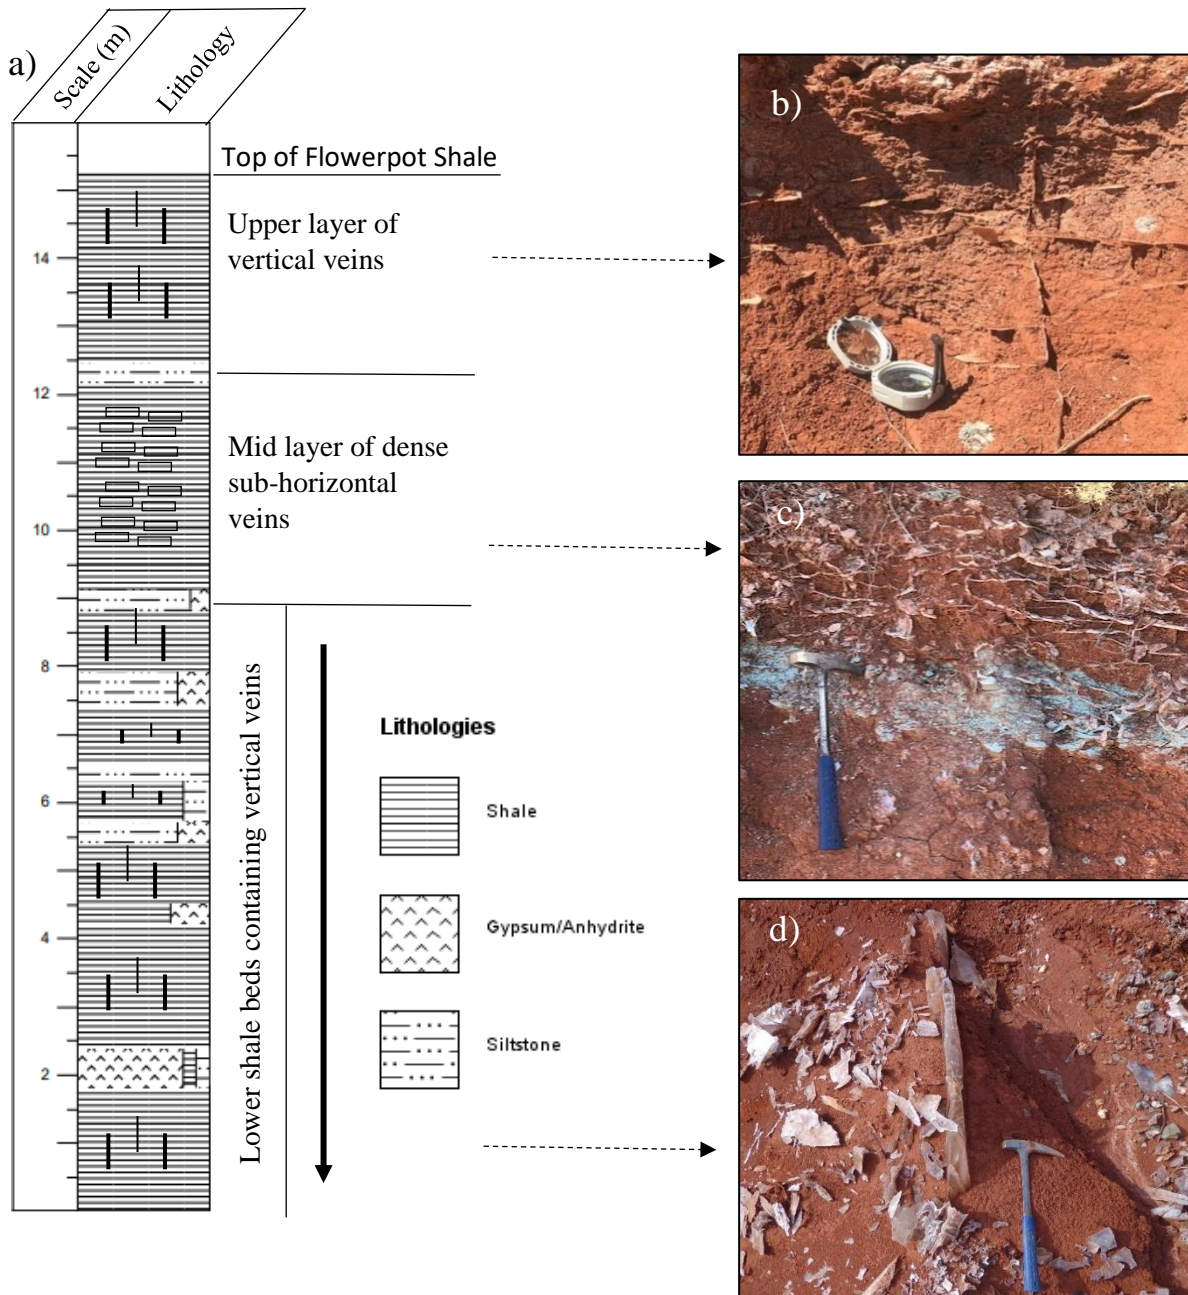 a)
Scale (m)
Lithology
Top of Flowerpot Shale
Upper layer of
vertical veins
14
12
Mid layer of dense
sub-horizontal
veins
10
8
6
4
2
Lower shale beds containing vertical veins
Lithologies
Shale
Gypsum/Anhydrite
Siltstone
b)
c)
d)